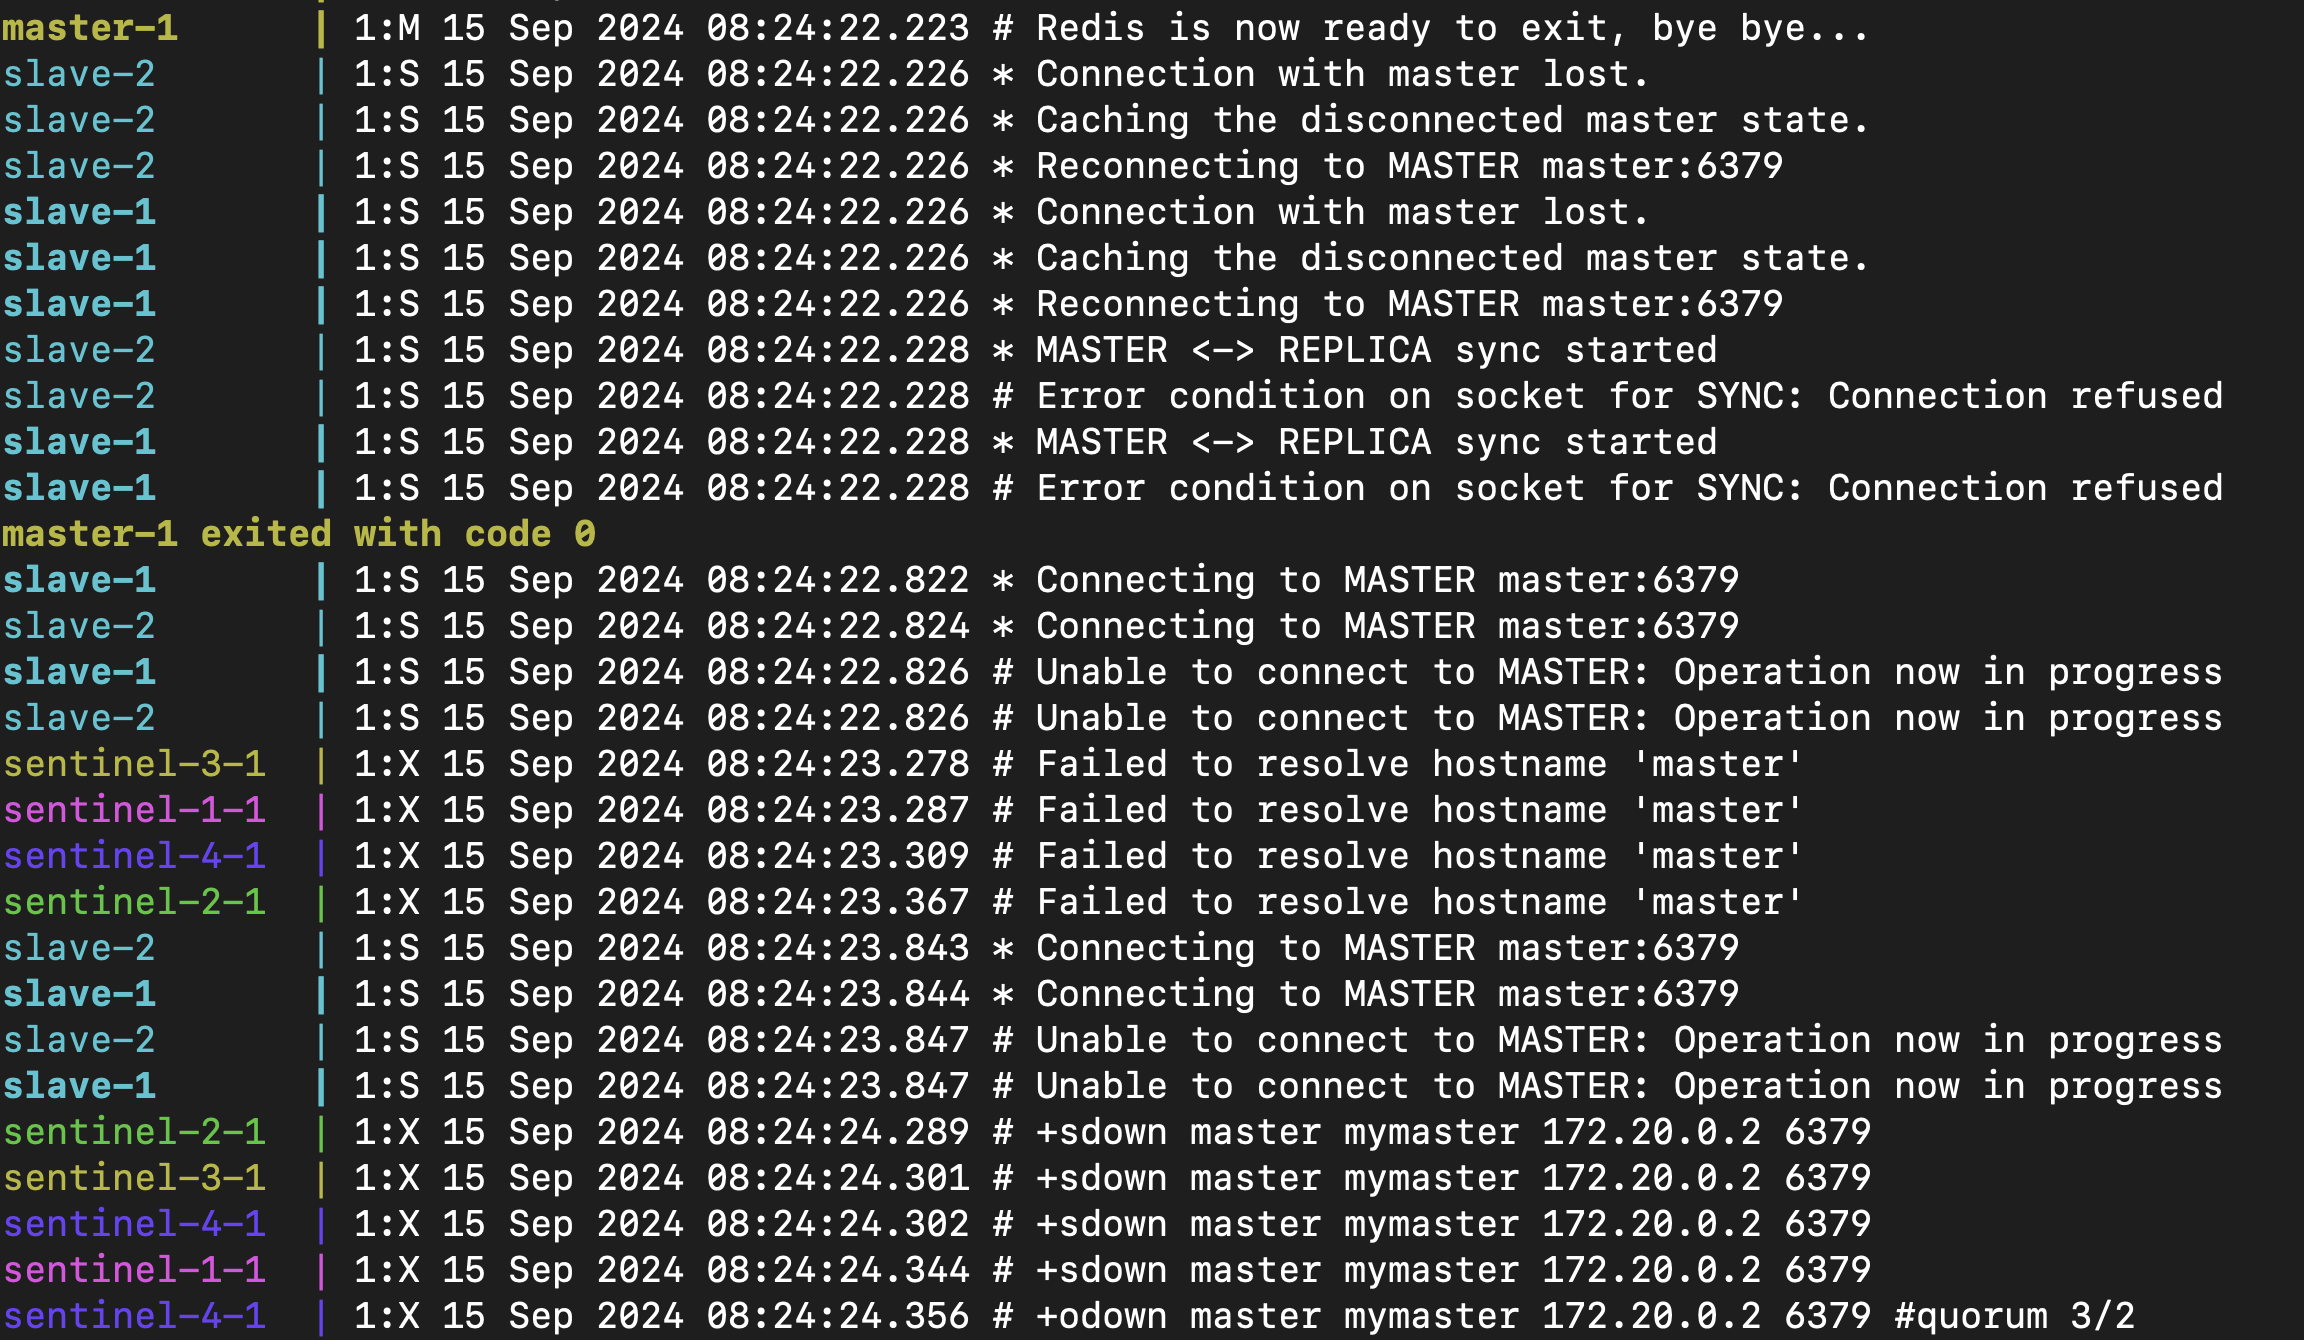 master-1 | 1:M 15 Sep 2024 08:24:22.223 # Redis is now ready to exit, bye bye...
slave-2 | 1:S 15 Sep 2024 08:24:22.226 * Connection with master lost.
slave-2 | 1:S 15 Sep 2024 08:24:22.226 * Caching the disconnected master state.
slave-2 | 1:S 15 Sep 2024 08:24:22.226 * Reconnecting to MASTER master:6379
slave-1 | 1:S 15 Sep 2024 08:24:22.226 * Connection with master lost.
slave-1 | 1:S 15 Sep 2024 08:24:22.226 * Caching the disconnected master state.
slave-1 | 1:S 15 Sep 2024 08:24:22.226 * Reconnecting to MASTER master:6379
slave-2 | 1:S 15 Sep 2024 08:24:22.228 * MASTER <-> REPLICA sync started
slave-2 | 1:S 15 Sep 2024 08:24:22.228 # Error condition on socket for SYNC: Connection refused
slave-1 | 1:S 15 Sep 2024 08:24:22.228 * MASTER <-> REPLICA sync started
slave-1 | 1:S 15 Sep 2024 08:24:22.228 # Error condition on socket for SYNC: Connection refused
master-1 exited with code 0
slave-1 | 1:S 15 Sep 2024 08:24:22.822 * Connecting to MASTER master:6379
slave-2 | 1:S 15 Sep 2024 08:24:22.824 * Connecting to MASTER master:6379
slave-1 | 1:S 15 Sep 2024 08:24:22.826 # Unable to connect to MASTER: Operation now in progress
slave-2 | 1:S 15 Sep 2024 08:24:22.826 # Unable to connect to MASTER: Operation now in progress
sentinel-3-1 | 1:X 15 Sep 2024 08:24:23.278 # Failed to resolve hostname 'master'
sentinel-1-1 | 1:X 15 Sep 2024 08:24:23.287 # Failed to resolve hostname 'master'
sentinel-4-1 | 1:X 15 Sep 2024 08:24:23.309 # Failed to resolve hostname 'master'
sentinel-2-1 | 1:X 15 Sep 2024 08:24:23.367 # Failed to resolve hostname 'master'
slave-2 | 1:S 15 Sep 2024 08:24:23.843 * Connecting to MASTER master:6379
slave-1 | 1:S 15 Sep 2024 08:24:23.844 * Connecting to MASTER master:6379
slave-2 | 1:S 15 Sep 2024 08:24:23.847 # Unable to connect to MASTER: Operation now in progress
slave-1 | 1:S 15 Sep 2024 08:24:23.847 # Unable to connect to MASTER: Operation now in progress
sentinel-2-1 | 1:X 15 Sep 2024 08:24:24.289 # +sdown master mymaster 172.20.0.2 6379
sentinel-3-1 | 1:X 15 Sep 2024 08:24:24.301 # +sdown master mymaster 172.20.0.2 6379
sentinel-4-1 | 1:X 15 Sep 2024 08:24:24.302 # +sdown master mymaster 172.20.0.2 6379
sentinel-1-1 | 1:X 15 Sep 2024 08:24:24.344 # +sdown master mymaster 172.20.0.2 6379
sentinel-4-1 | 1:X 15 Sep 2024 08:24:24.356 # +odown master mymaster 172.20.0.2 6379 #quorum 3/2